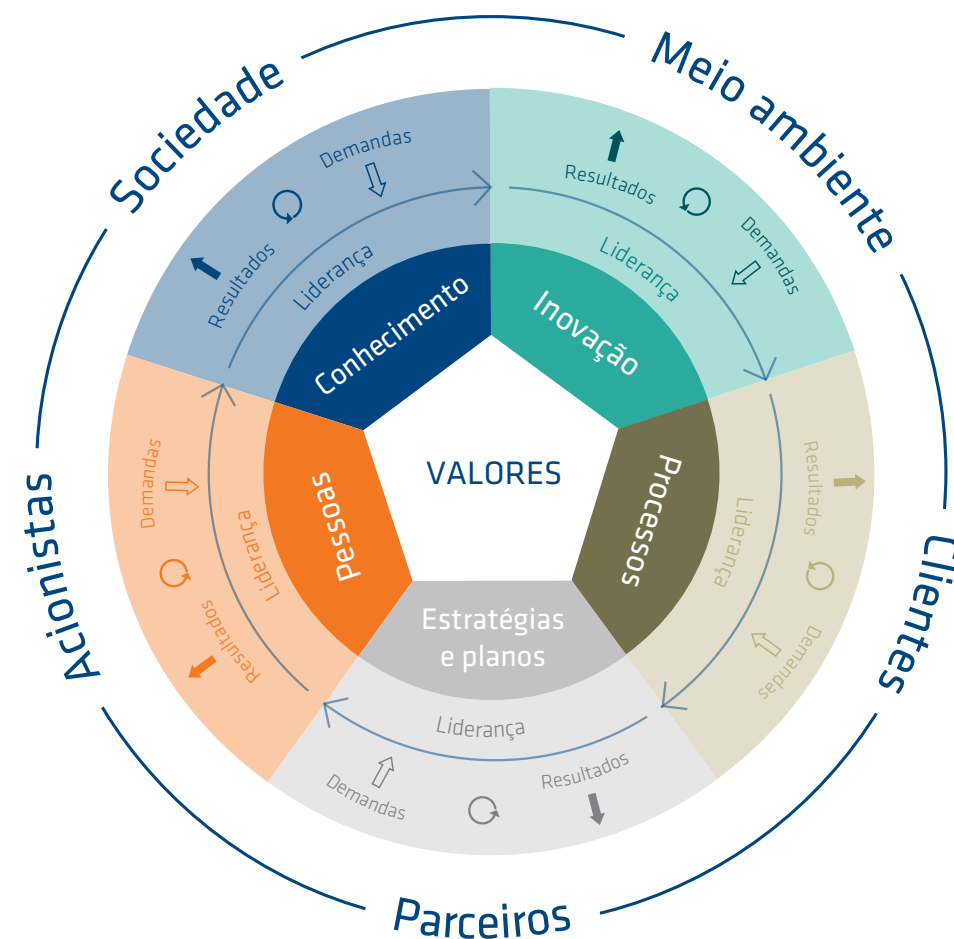 Sociedade
Meio ambiente
Clientes
Parceiros
Acionistas
Demandas
Resultados
Liderança
Conhecimento
Resultados
Demandas
Liderança
Inovação
Resultados
Demandas
Liderança
Processos
Estratégias
e planos
Liderança
Resultados
Demandas
Demandas
Resultados
Liderança
Pessoas
VALORES